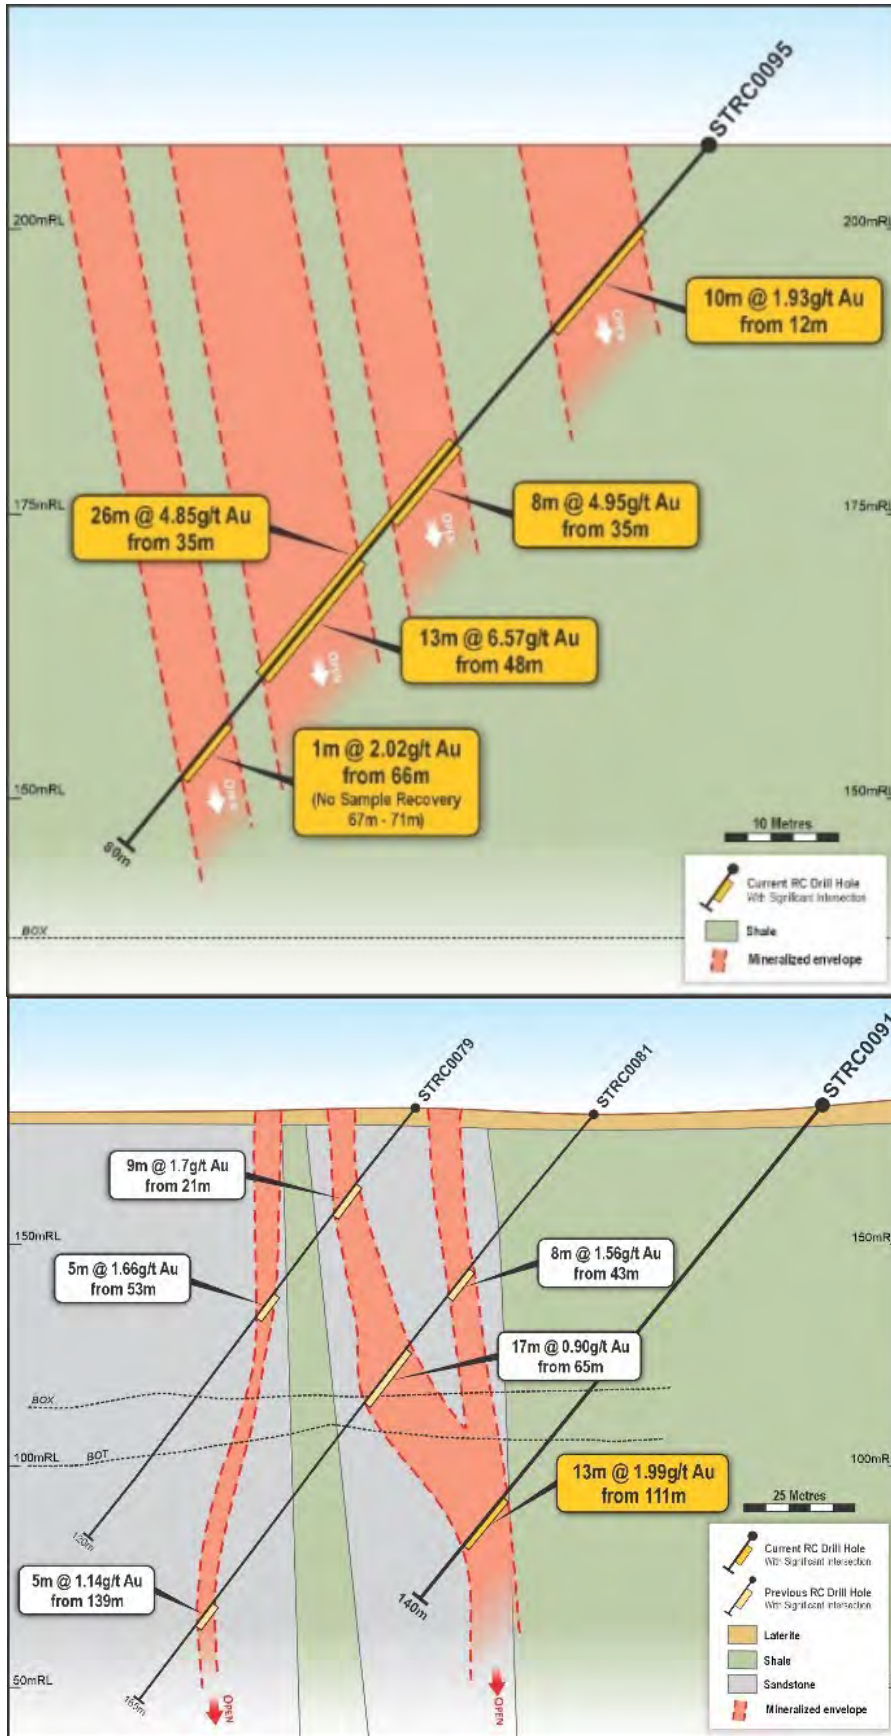 STRC0095
200mRL
200mRL
10m @ 1.93g/t Au
from 12m
OPEN
175mRL
175mRL
26m @ 4.85g/t Au
from 35m
8m @ 4.95g/t Au
from 35m
OPEN
13m @ 6.57g/t Au
from 48m
OPEN
1m @ 2.02g/t Au
from 66m
(No Sample Recovery
67m - 71m)
OPEN
150mRL
150mRL
80m
10 Metres
Current RC Drill Hole
With Significant Intersection
Shale
Mineralized envelope
BOX
STRC0079
STRC0081
STRC0091
9m @ 1.7g/t Au
from 21m
150mRL
150mRL
5m @ 1.66g/t Au
from 53m
8m @ 1.56g/t Au
from 43m
17m @ 0.90g/t Au
from 65m
BOX
BOT
100mRL
100mRL
13m @ 1.99g/t Au
from 111m
25 Metres
120m
140m
5m @ 1.14g/t Au
from 139m
Current RC Drill Hole
With Significant Intersection
Previous RC Drill Hole
With Significant Intersection
Laterite
Shale
Sandstone
Mineralized envelope
50mRL
50mRL
165m
OPEN
OPEN